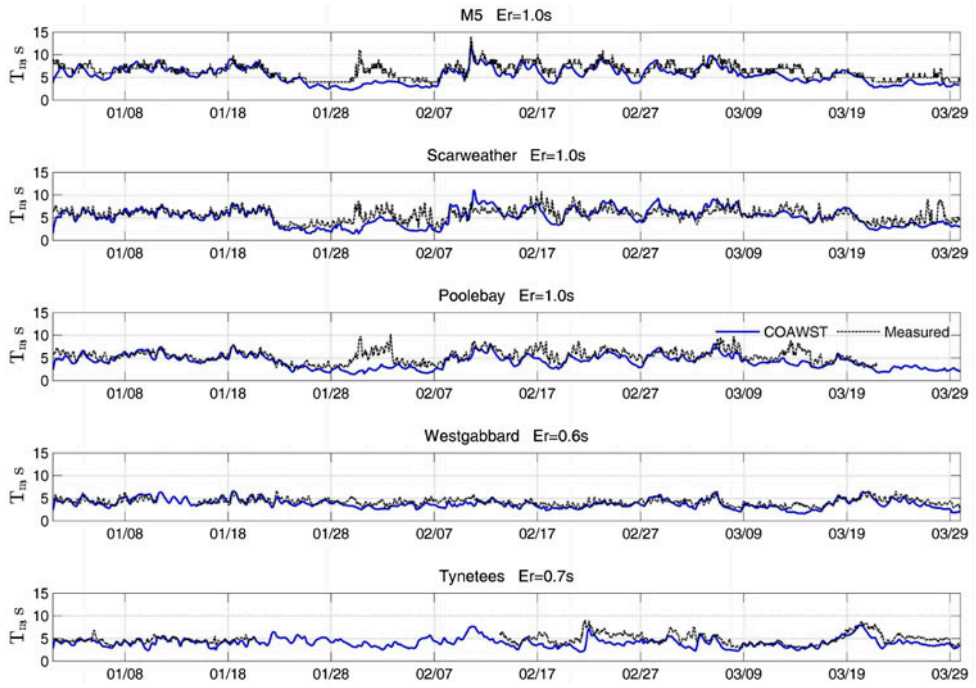 M5 Er=1.0s
15
10
5
0
Tm s
01/08 01/18 01/28 02/07 02/17 02/27 03/09 03/19 03/29
Scarweather Er=1.0s
15
10
5
0
Tm s
01/08 01/18 01/28 02/07 02/17 02/27 03/09 03/19 03/29
Poolebay Er=1.0s
15
10
5
0
Tm s
COAWST Measured
01/08 01/18 01/28 02/07 02/17 02/27 03/09 03/19 03/29
Westgabbard Er=0.6s
15
10
5
0
Tm s
01/08 01/18 01/28 02/07 02/17 02/27 03/09 03/19 03/29
Tynetees Er=0.7s
15
10
5
0
Tm s
01/08 01/18 01/28 02/07 02/17 02/27 03/09 03/19 03/29